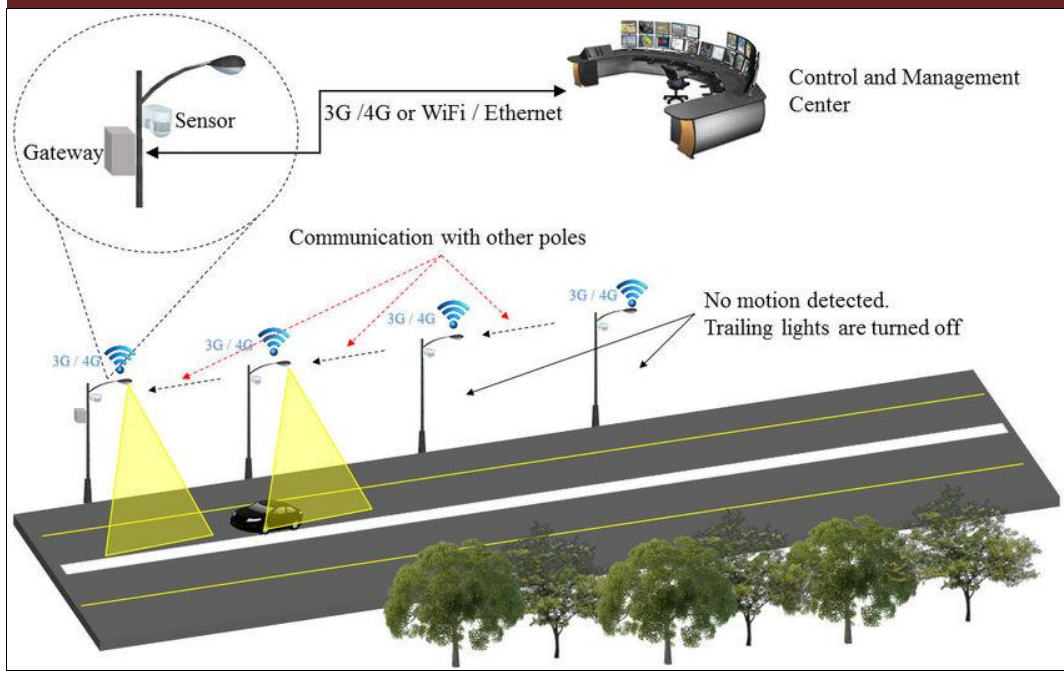 Control and Management
Center
3G /4G or WiFi / Ethernet
Sensor
Gateway
Communication with other poles
3G / 4G
No motion detected.
Trailing lights are turned off
3G / 4G
3G / 4G
3G / 4G